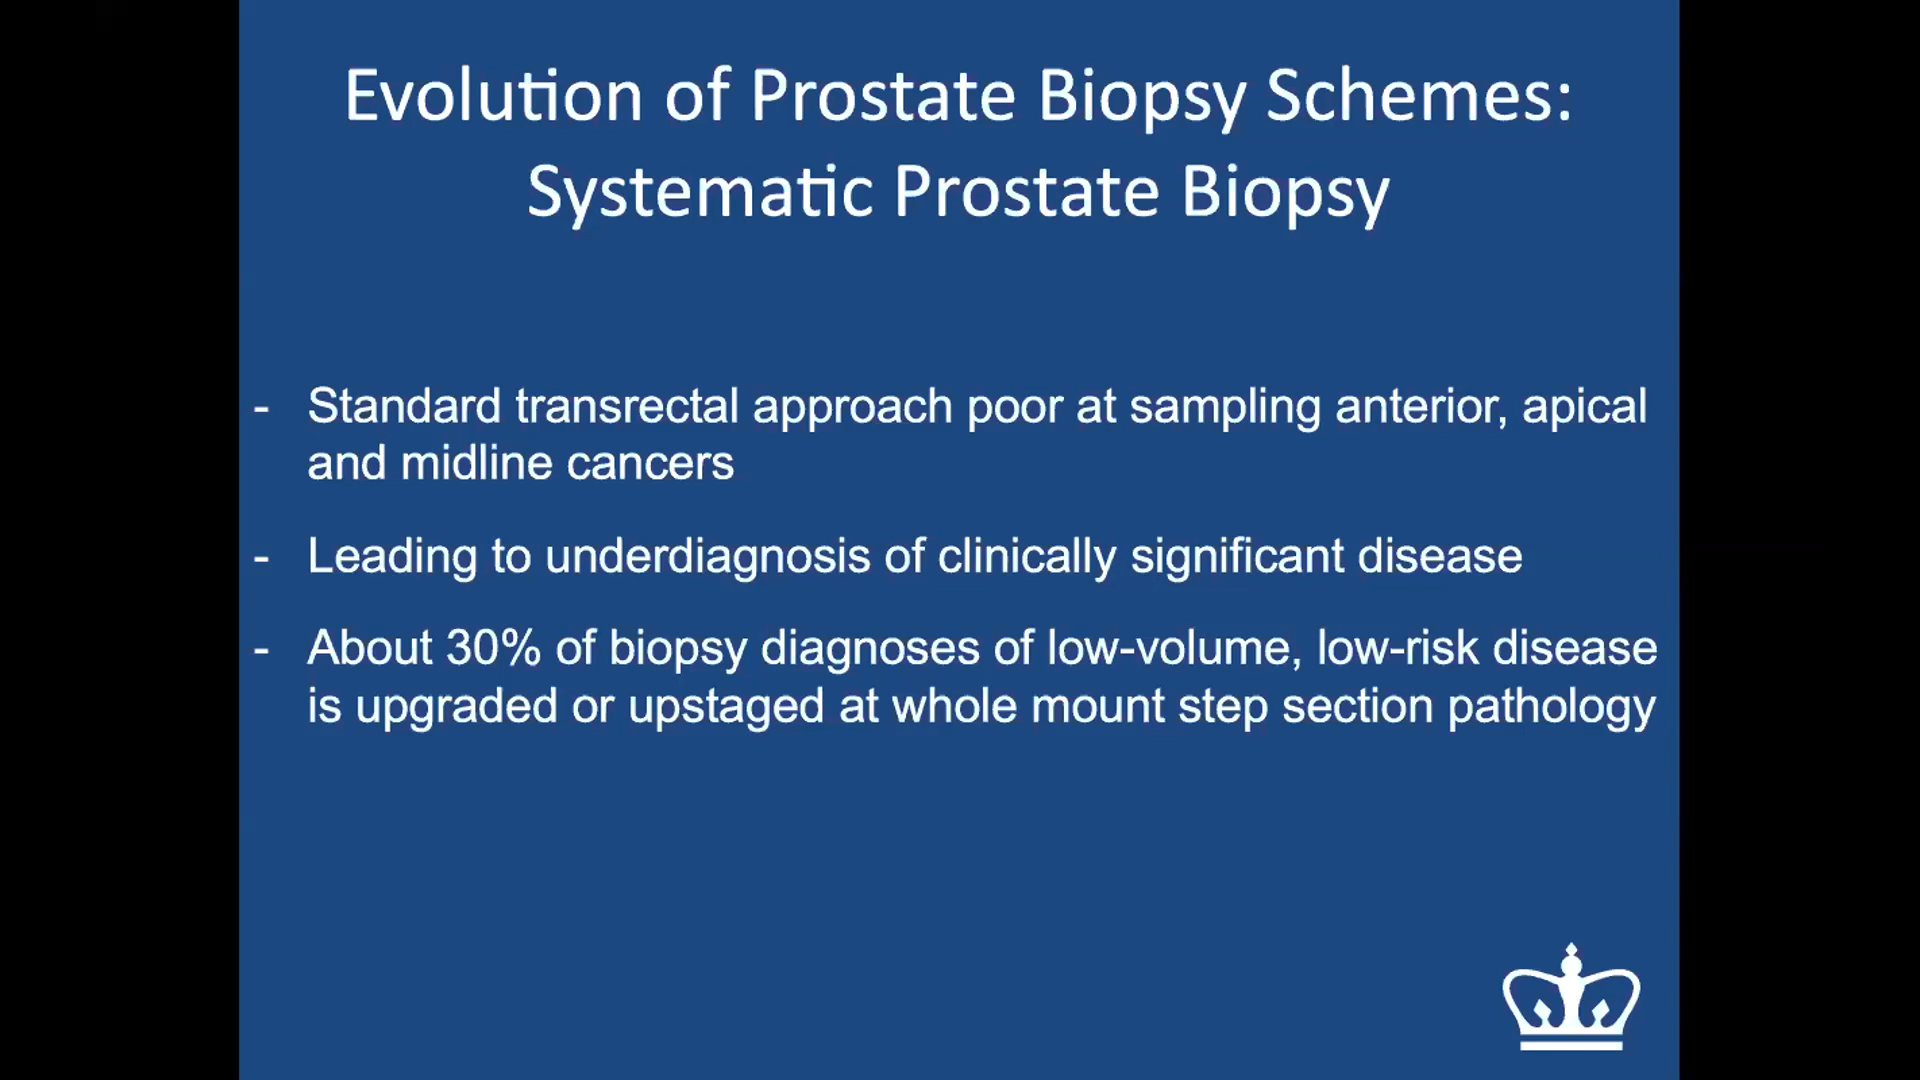 Evolution of Prostate Biopsy Schemes:
Systematic Prostate Biopsy
- Standard transrectal approach poor at sampling anterior, apical
and midline cancers
- Leading to underdiagnosis of clinically significant disease
- About 30% of biopsy diagnoses of low-volume, low-risk disease
is upgraded or upstaged at whole mount step section pathology